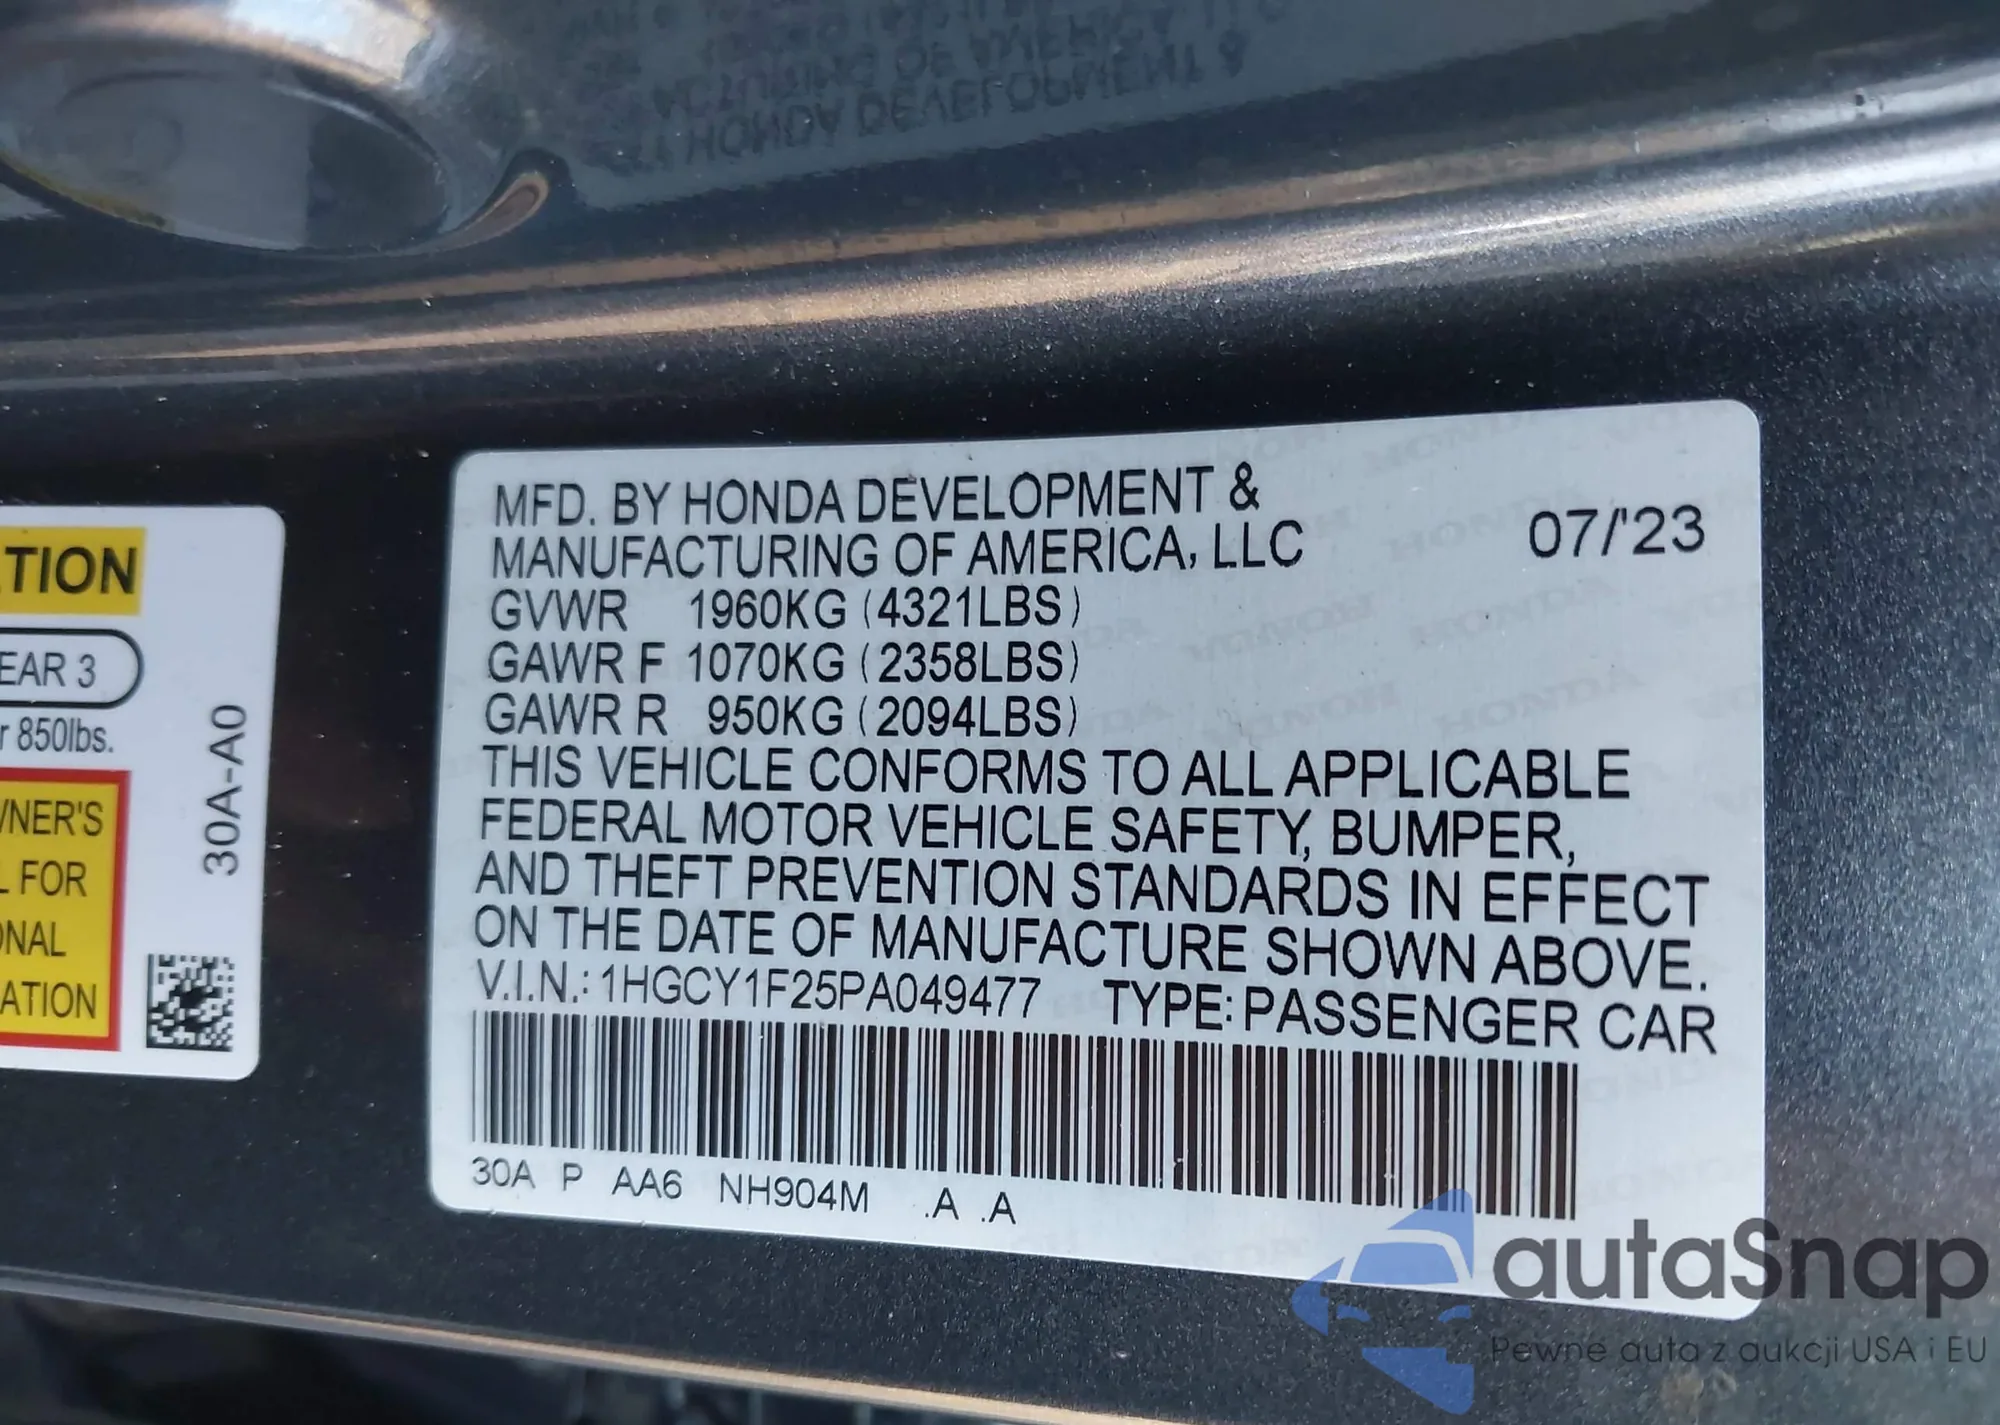 MFD. BY HONDA DEVELOPMENT &
MANUFACTURING OF AMERICA, LLC
07/'23
GVWR 1960KG (4321LBS)
GAWR F 1070KG (2358LBS)
GAWR R 950KG (2094LBS)
THIS VEHICLE CONFORMS TO ALL APPLICABLE
FEDERAL MOTOR VEHICLE SAFETY, BUMPER,
AND THEFT PREVENTION STANDARDS IN EFFECT
ON THE DATE OF MANUFACTURE SHOWN ABOVE.
V.I.N.: 1HGCY1F25PA049477 TYPE: PASSENGER CAR
30A P AA6 NH904M .A .A
TION
EAR 3
r 850lbs.
NER'S
L FOR
ONAL
ATION
30A-A0
autaSnap
Pewne auta z aukcji USA i EU